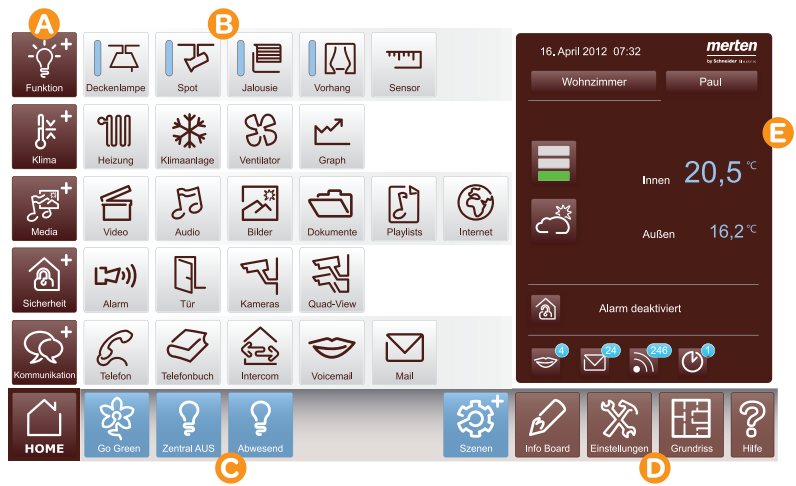 A
B
Funktion
Deckenlampe
Spot
Jalousie
Vorhang
Sensor
Klima
Heizung
Klimaanlage
Ventilator
Graph
Media
Video
Audio
Bilder
Dokumente
Playlists
Internet
Sicherheit
Alarm
Tür
Kameras
Quad-View
Kommunikation
Telefon
Telefonbuch
Intercom
Voicemail
Mail
16. April 2012 07:32
merten
by Schneider Electric
Wohnzimmer
Paul
E
Innen 20,5 °C
Außen 16,2 °C
Alarm deaktiviert
4
24
246
1
HOME
Go Green
Zentral AUS
Abwesend
Szenen
Info Board
Einstellungen
Grundriss
Hilfe
C
D